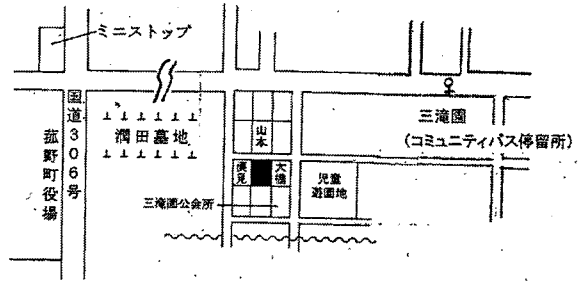 ミニストップ
国道306号
菰野町役場
潤田墓地
山本
三滝園
(コミュニティバス停留所)
大橋
児童
遊園地
三滝園公会所